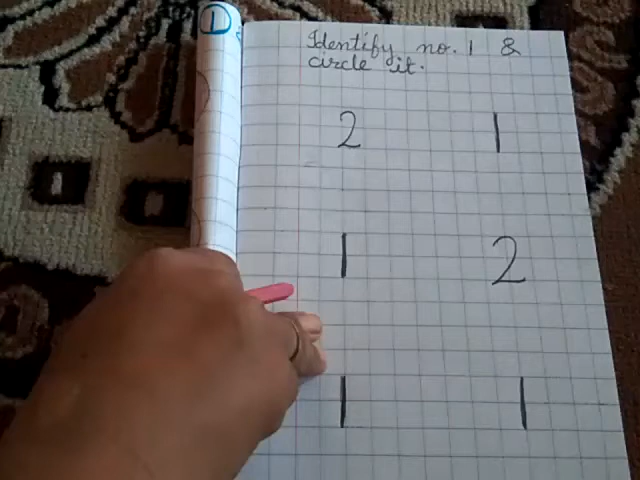 1
Identify no. 1 &
circle it.
2 1
1 2
1 1